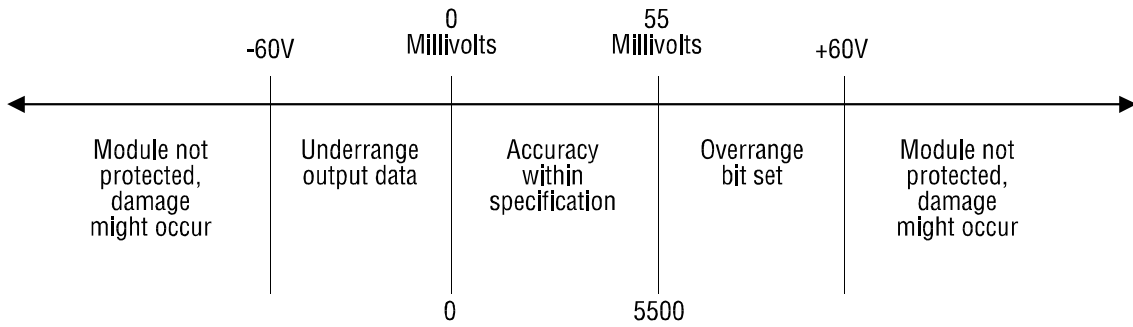 0
Millivolts
55
Millivolts
-60V
+60V
Module not
protected,
damage
might occur
Underrange
output data
Accuracy
within
specification
Overrange
bit set
Module not
protected,
damage
might occur
0
5500